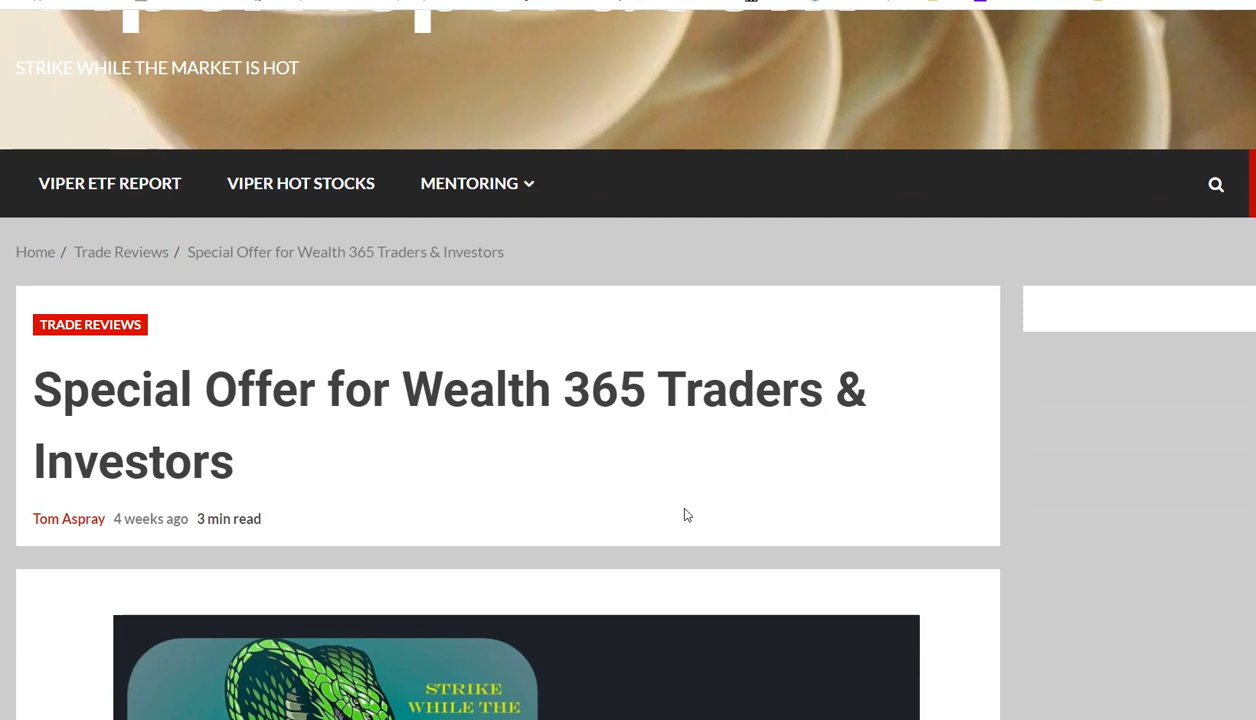 STRIKE WHILE THE MARKET IS HOT
VIPER ETF REPORT VIPER HOT STOCKS MENTORING
Home / Trade Reviews / Special Offer for Wealth 365 Traders & Investors
TRADE REVIEWS
Special Offer for Wealth 365 Traders &
Investors
Tom Aspray 4 weeks ago 3 min read
STRIKE
WHILE THE